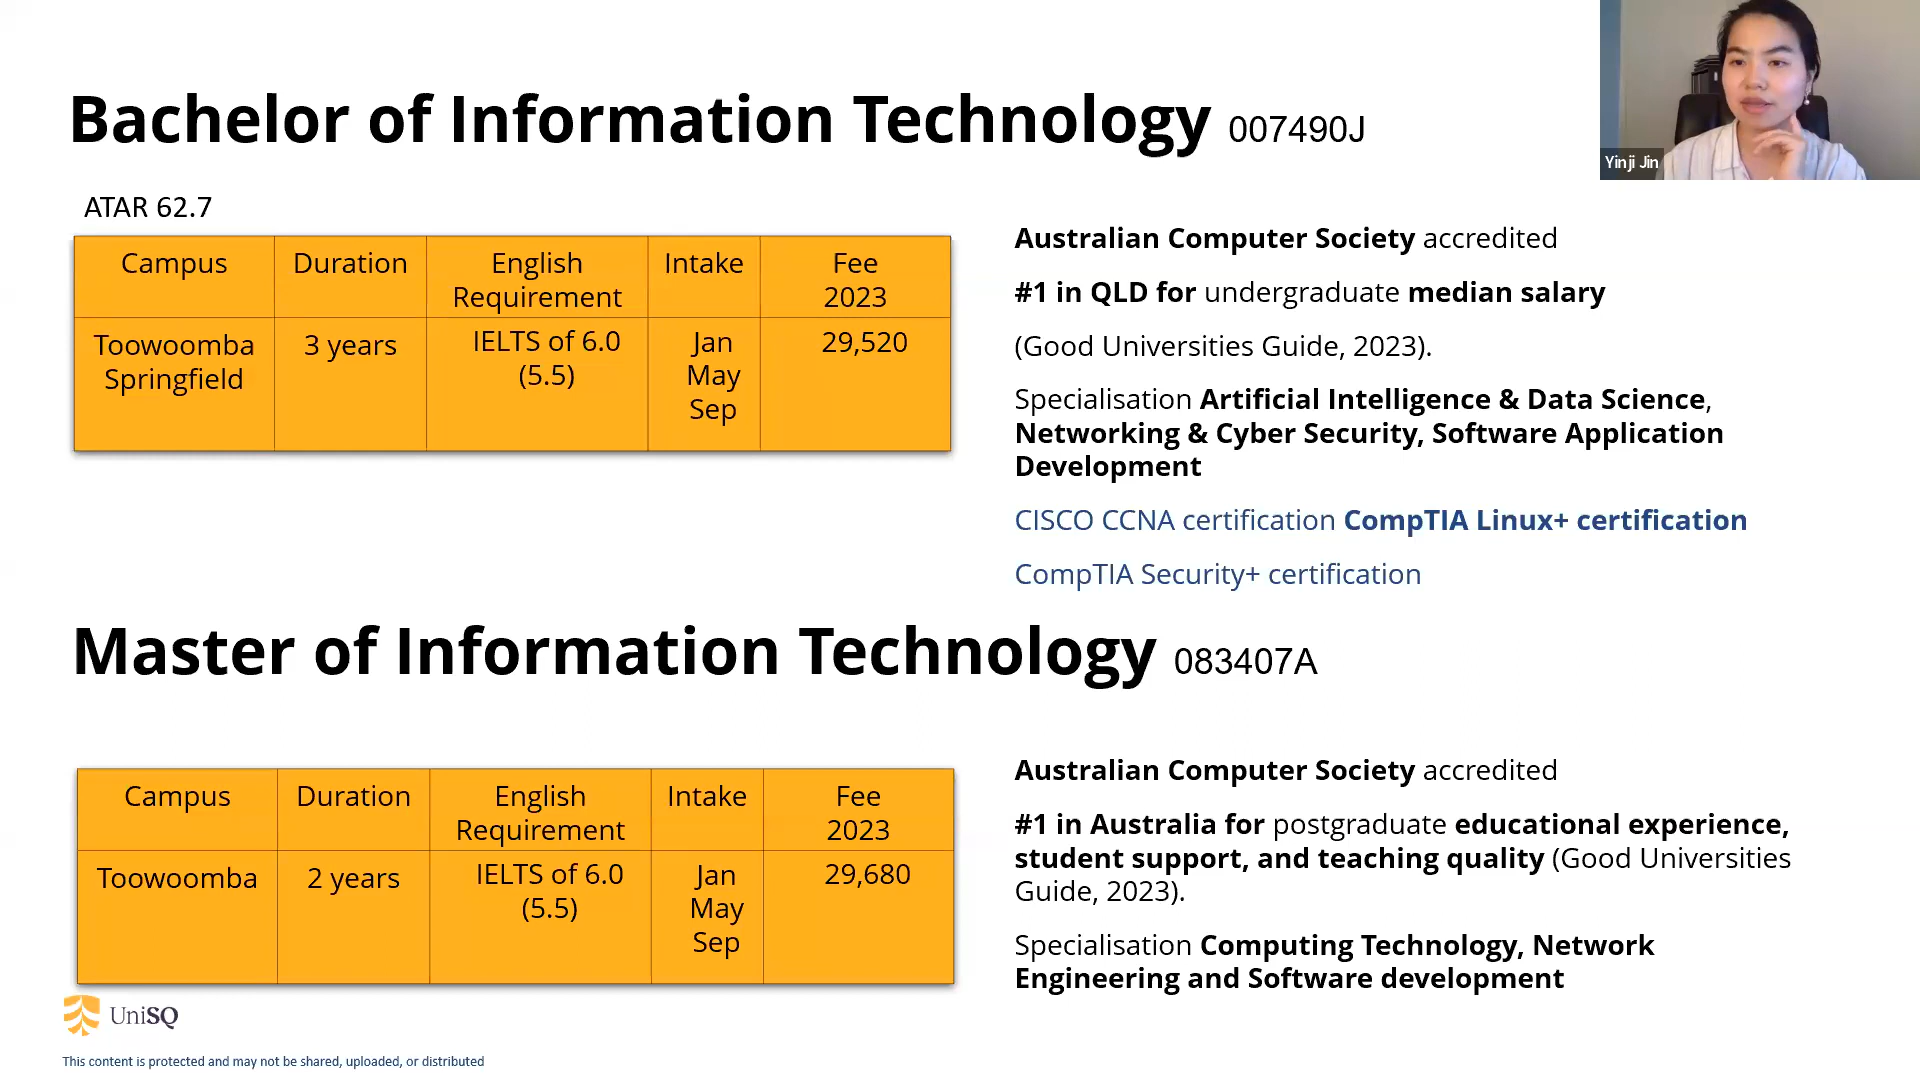 Bachelor of Information Technology 007490J
Yinji Jin
ATAR 62.7
Campus Duration English Requirement Intake Fee 2023
Toowoomba Springfield 3 years IELTS of 6.0 (5.5) Jan May Sep 29,520
Australian Computer Society accredited
#1 in QLD for undergraduate median salary
(Good Universities Guide, 2023).
Specialisation Artificial Intelligence & Data Science,
Networking & Cyber Security, Software Application
Development
CISCO CCNA certification CompTIA Linux+ certification
CompTIA Security+ certification
Master of Information Technology 083407A
Campus Duration English Requirement Intake Fee 2023
Toowoomba 2 years IELTS of 6.0 (5.5) Jan May Sep 29,680
Australian Computer Society accredited
#1 in Australia for postgraduate educational experience,
student support, and teaching quality (Good Universities
Guide, 2023).
Specialisation Computing Technology, Network
Engineering and Software development
UniSQ
This content is protected and may not be shared, uploaded, or distributed